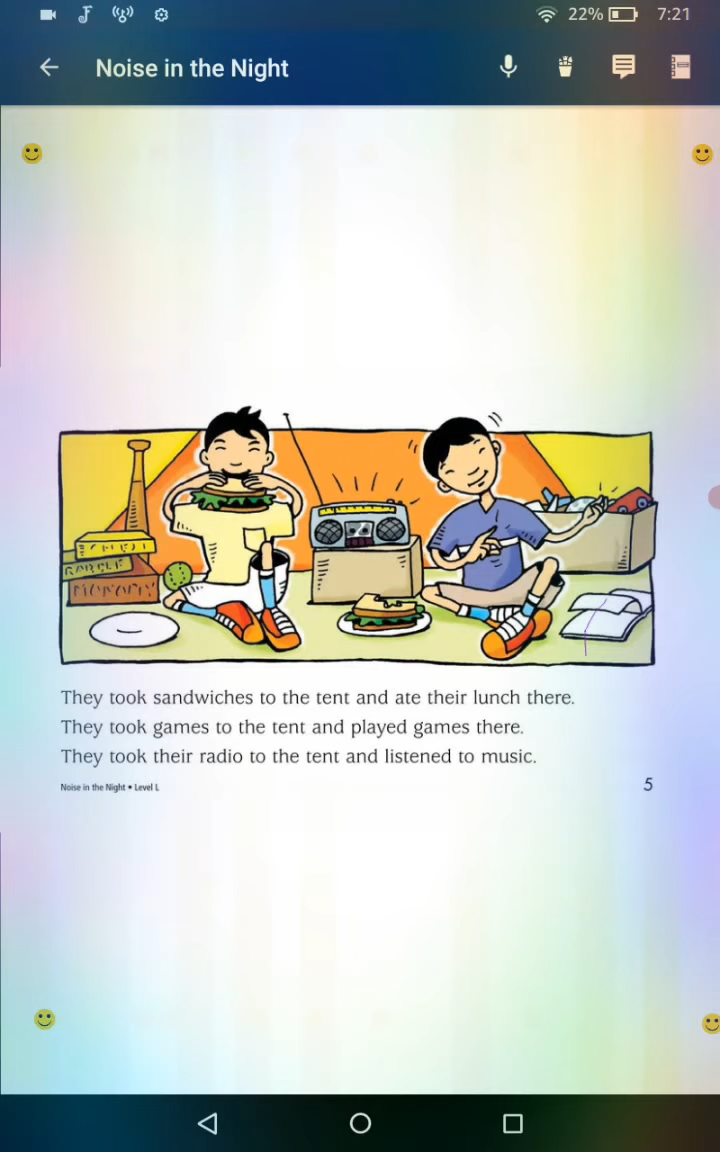 22% 7:21
Noise in the Night
They took sandwiches to the tent and ate their lunch there.
They took games to the tent and played games there.
They took their radio to the tent and listened to music.
Noise in the Night • Level L
5